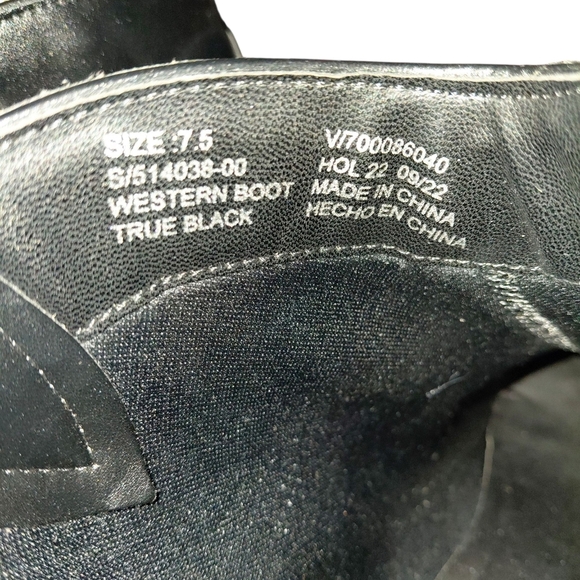 SIZE :7.5
S/514038-00
WESTERN BOOT
TRUE BLACK
V/700086040
HOL 22 09/22
MADE IN CHINA
HECHO EN CHINA